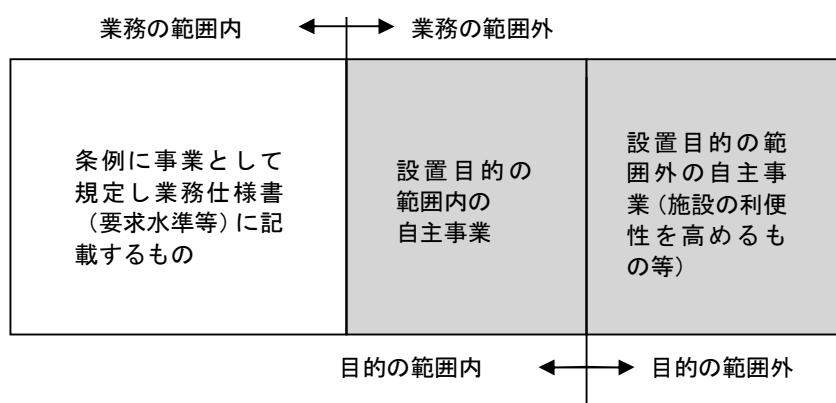 業務の範囲内
業務の範囲外
条例に事業として
規定し業務仕様書
（要求水準等）に記
載するもの
設置目的の
範囲内の
自主事業
設置目的の範
囲外の自主事
業（施設の利便
性を高めるも
の等）
目的の範囲内
目的の範囲外